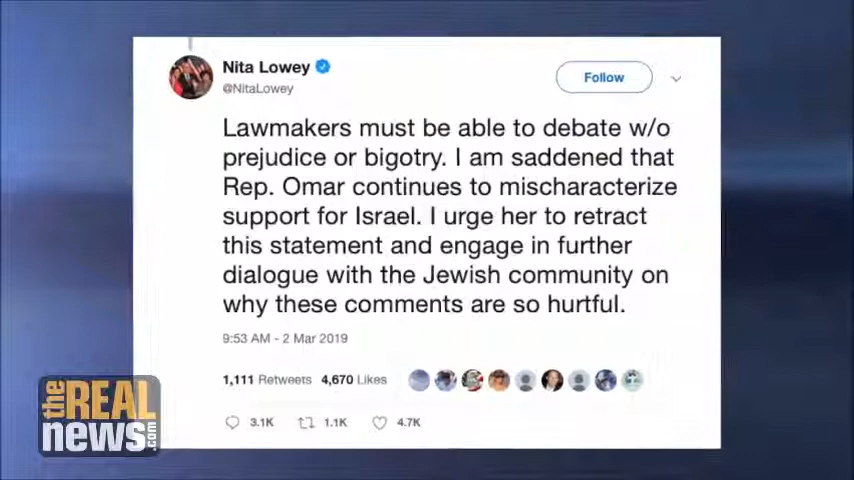 Nita Lowey
@NitaLowey
Follow
Lawmakers must be able to debate w/o
prejudice or bigotry. I am saddened that
Rep. Omar continues to mischaracterize
support for Israel. I urge her to retract
this statement and engage in further
dialogue with the Jewish community on
why these comments are so hurtful.
9:53 AM - 2 Mar 2019
1,111 Retweets 4,670 Likes
3.1K 1.1K 4.7K
the REAL
news.com